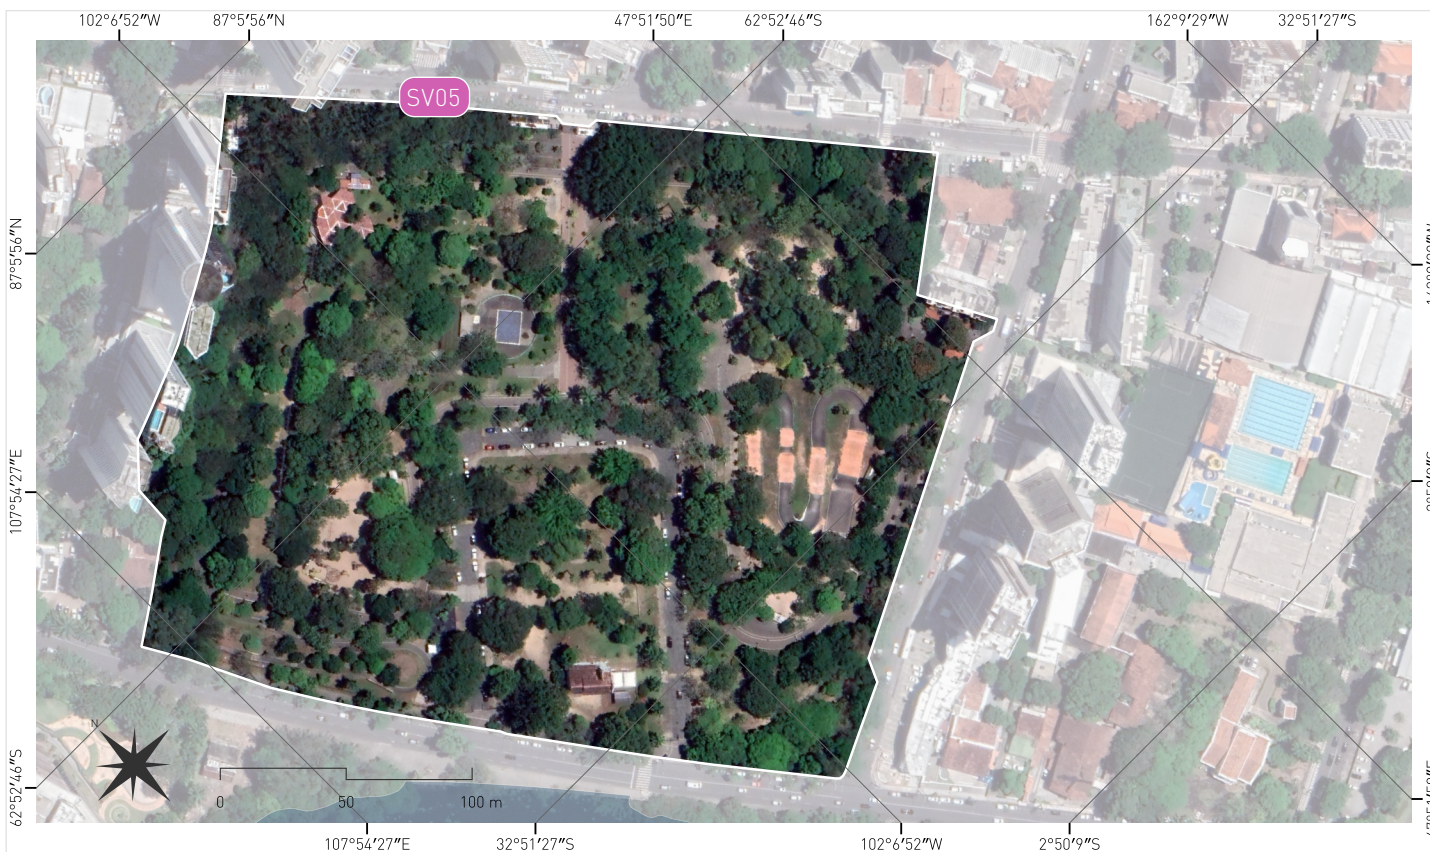 102°6′52″W 87°5′56″N 47°51′50″E 62°52′46″S 162°9′29″W 32°51′27″S
SV05
87°5′56″N
107°54′27″E
62°52′46″S
N
0 50 100 m
107°54′27″E 32°51′27″S 102°6′52″W 2°50′9″S